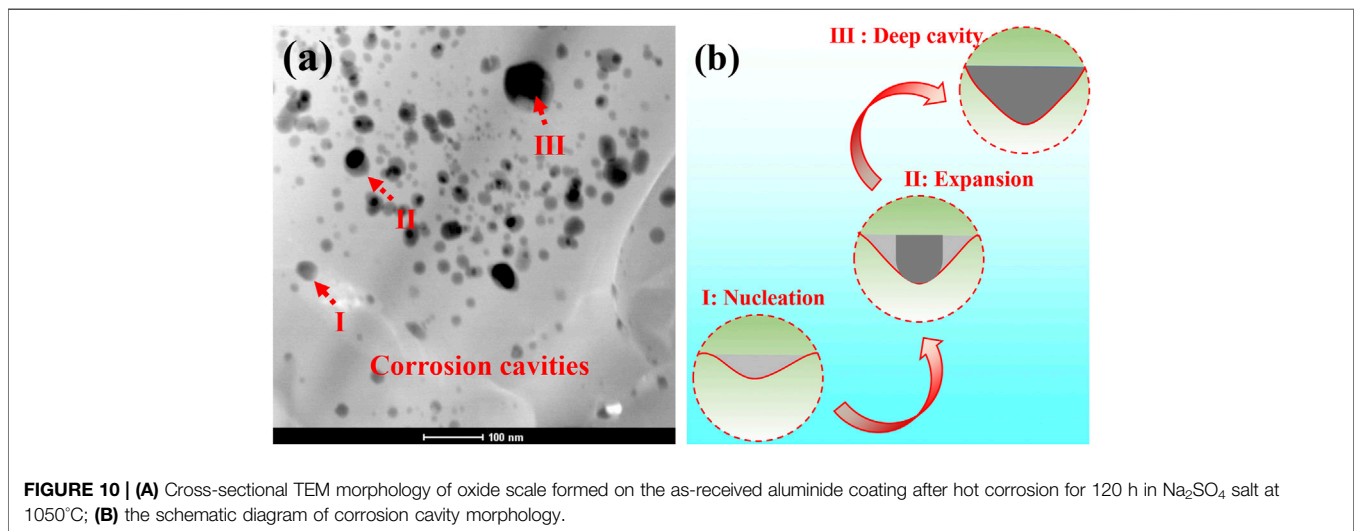 (a)
III
II
I
Corrosion cavities
100 nm
(b)
III : Deep cavity
II: Expansion
I: Nucleation
FIGURE 10 | (A) Cross-sectional TEM morphology of oxide scale formed on the as-received aluminide coating after hot corrosion for 120 h in Na₂SO₄ salt at
1050°C; (B) the schematic diagram of corrosion cavity morphology.